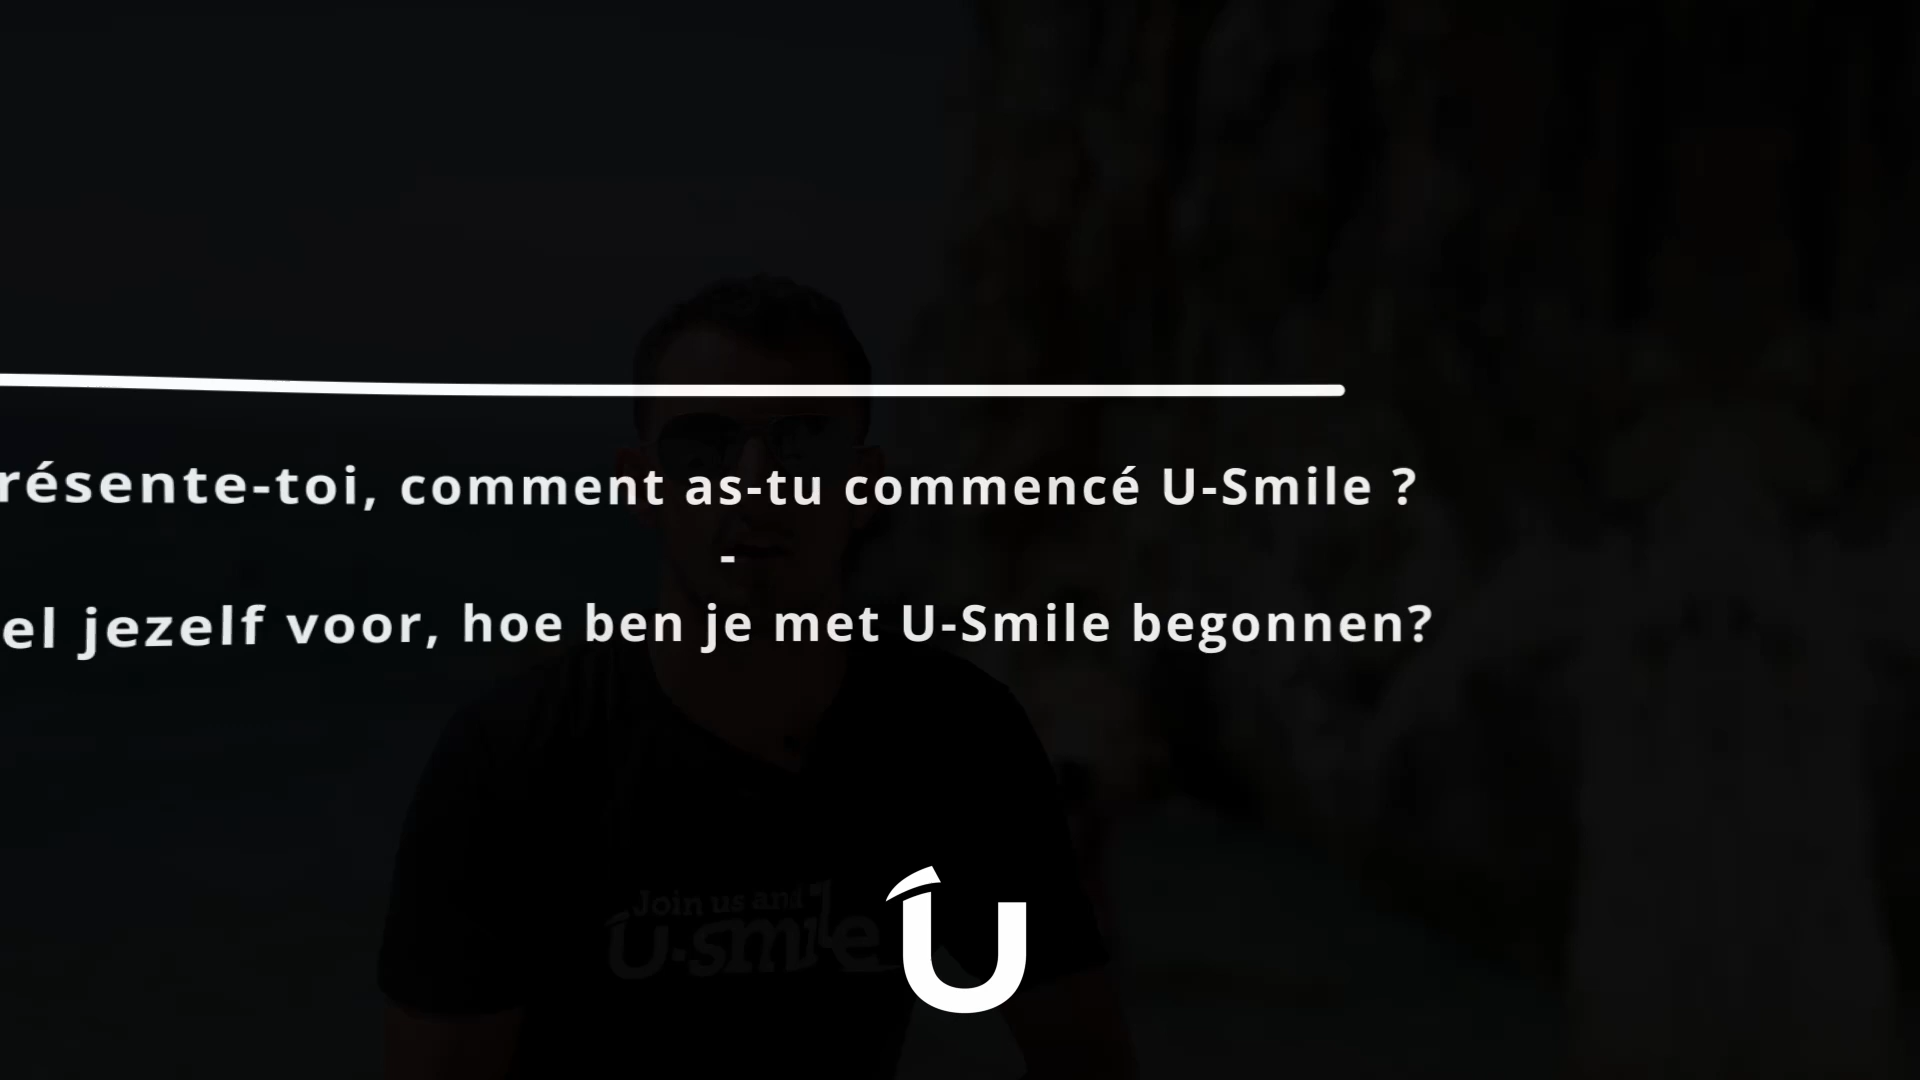 résente-toi, comment as-tu commencé U-Smile ?
-
el jezelf voor, hoe ben je met U-Smile begonnen?
Join us and
U-smile
U